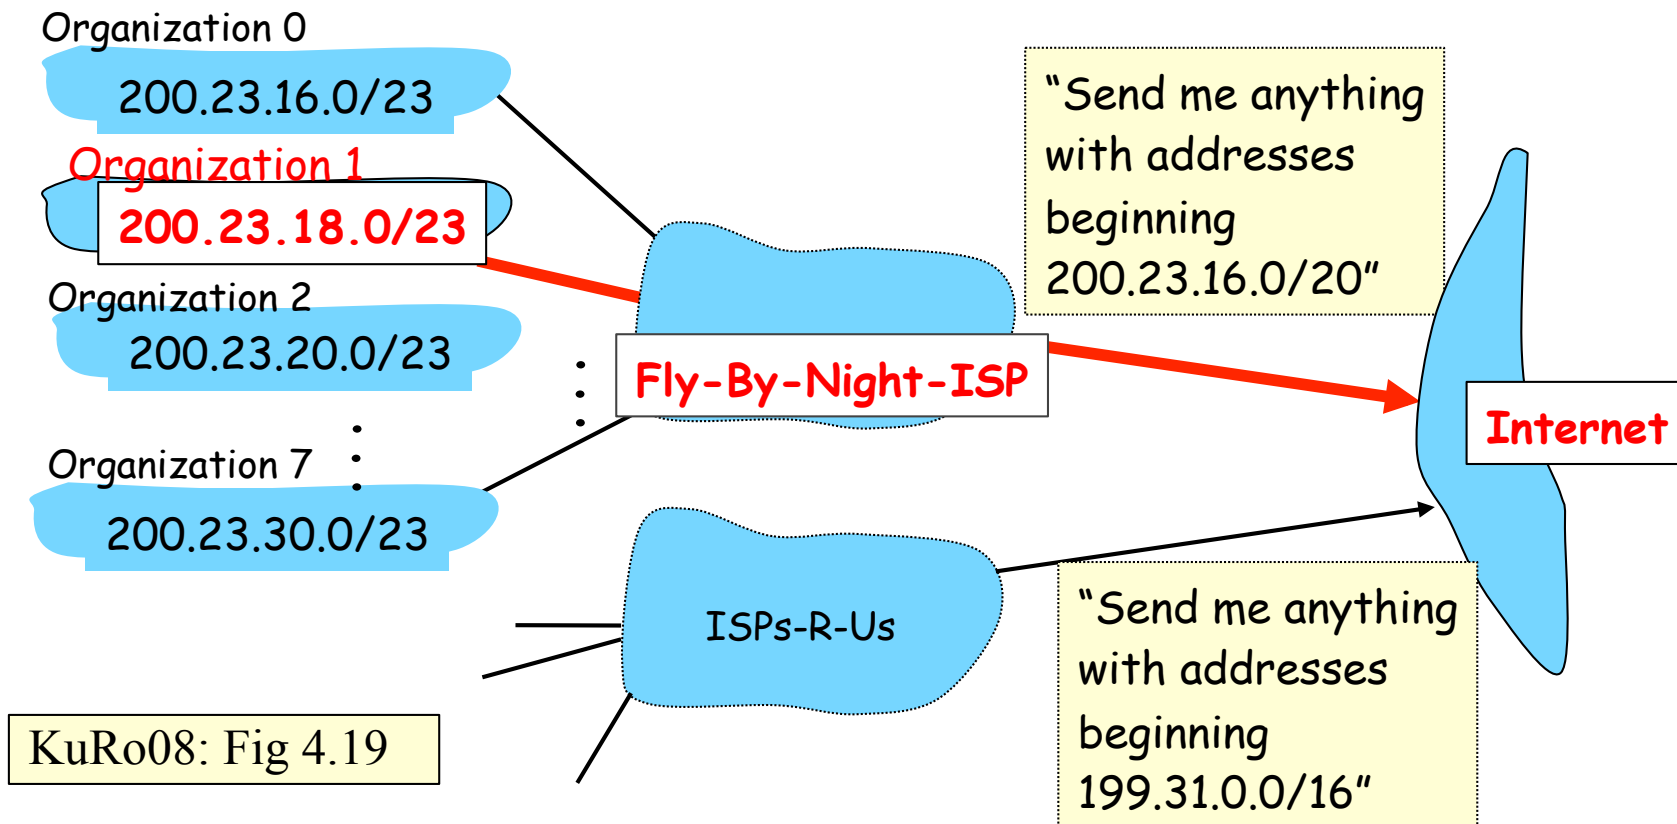 Organization 0
200.23.16.0/23
Organization 1
200.23.18.0/23
Organization 2
200.23.20.0/23
Organization 7
200.23.30.0/23
Fly-By-Night-ISP
“Send me anything
with addresses
beginning
200.23.16.0/20”
Internet
ISPs-R-Us
“Send me anything
with addresses
beginning
199.31.0.0/16”
KuRo08: Fig 4.19